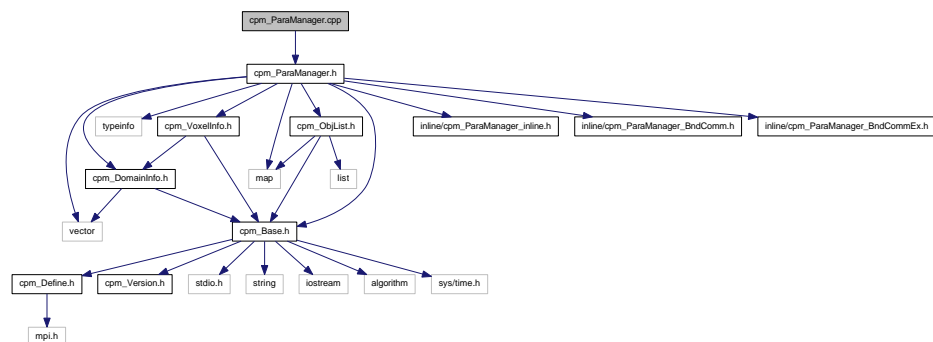 cpm_ParaManager.cpp
cpm_ParaManager.h
typeinfo
cpm_VoxelInfo.h
cpm_ObjList.h
inline/cpm_ParaManager_inline.h
inline/cpm_ParaManager_BndComm.h
inline/cpm_ParaManager_BndCommEx.h
cpm_DomainInfo.h
map
list
vector
cpm_Base.h
cpm_Define.h
cpm_Version.h
stdio.h
string
iostream
algorithm
sys/time.h
mpi.h